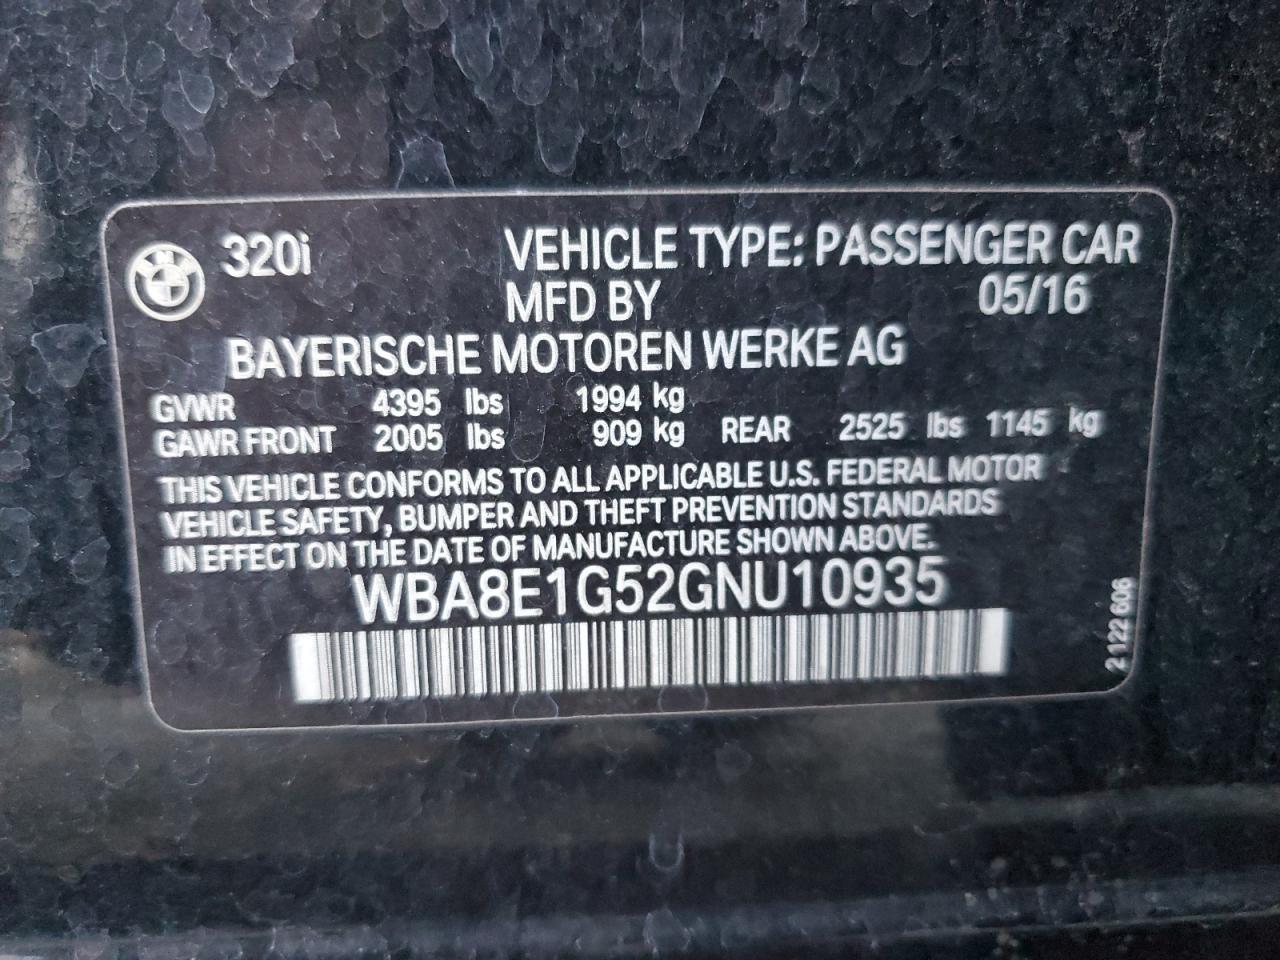 320i VEHICLE TYPE: PASSENGER CAR
MFD BY 05/16
BAYERISCHE MOTOREN WERKE AG
GVWR 4395 lbs 1994 kg
GAWR FRONT 2005 lbs 909 kg REAR 2525 lbs 1145 kg
THIS VEHICLE CONFORMS TO ALL APPLICABLE U.S. FEDERAL MOTOR
VEHICLE SAFETY, BUMPER AND THEFT PREVENTION STANDARDS
IN EFFECT ON THE DATE OF MANUFACTURE SHOWN ABOVE.
WBA8E1G52GNU10935
2122606